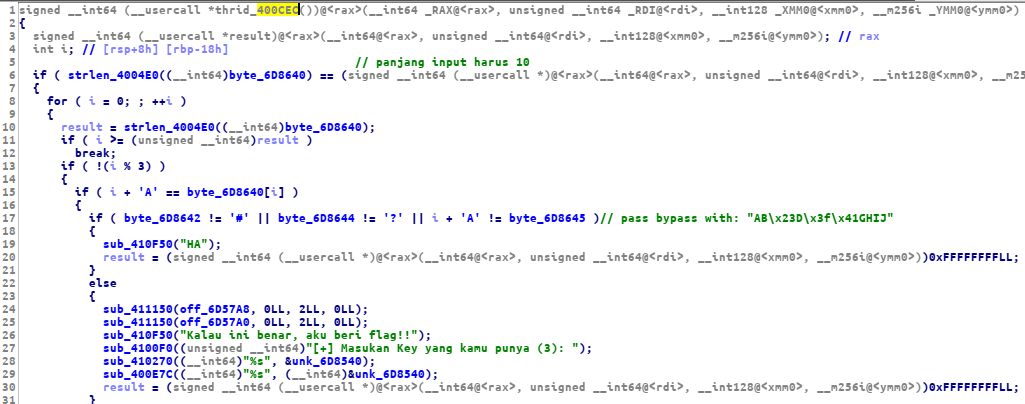 1 signed __int64 (__usercall *thrid_400CEC())@<rax>(__int64 _RAX@<rax>, unsigned __int64 _RDI@<rdi>, __int128 _XMM0@<xmm0>, __m256i _YMM0@<ymm0>)
2 {
3 signed __int64 (__usercall *result)@<rax>(__int64@<rax>, unsigned __int64@<rdi>, __int128@<xmm0>, __m256i@<ymm0>); // rax
4 int i; // [rsp+8h] [rbp-18h]
5 // panjang input harus 10
6 if ( strlen_4004E0((__int64)byte_6D8640) == (signed __int64 (__usercall *)@<rax>(__int64@<rax>, unsigned __int64@<rdi>, __int128@<xmm0>, __m25
7 {
8 for ( i = 0; ; ++i )
9 {
10 result = strlen_4004E0((__int64)byte_6D8640);
11 if ( i >= (unsigned __int64)result )
12 break;
13 if ( !(i % 3) )
14 {
15 if ( i + 'A' == byte_6D8640[i] )
16 {
17 if ( byte_6D8642 != '#' || byte_6D8644 != '?' || i + 'A' != byte_6D8645 )// pass bypass with: "AB\x23D\x3f\x41GHIJ"
18 {
19 sub_410F50("HA");
20 result = (signed __int64 (__usercall *)@<rax>(__int64@<rax>, unsigned __int64@<rdi>, __int128@<xmm0>, __m256i@<ymm0>))0xFFFFFFFFLL;
21 }
22 else
23 {
24 sub_411150(off_6D57A8, 0LL, 2LL, 0LL);
25 sub_411150(off_6D57A0, 0LL, 2LL, 0LL);
26 sub_410F50("Kalau ini benar, aku beri flag!!");
27 sub_4100F0((unsigned __int64)"[+] Masukan Key yang kamu punya (3): ");
28 sub_410270((__int64)"%s", &unk_6D8540);
29 sub_400E7C((__int64)"%s", (__int64)&unk_6D8540);
30 result = (signed __int64 (__usercall *)@<rax>(__int64@<rax>, unsigned __int64@<rdi>, __int128@<xmm0>, __m256i@<ymm0>))0xFFFFFFFFLL;
31 }